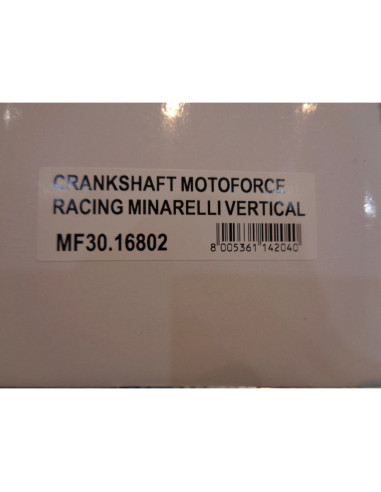 CRANKSHAFT MOTOFORCE
RACING MINARELLI VERTICAL
MF30.16802
8 005361 142040